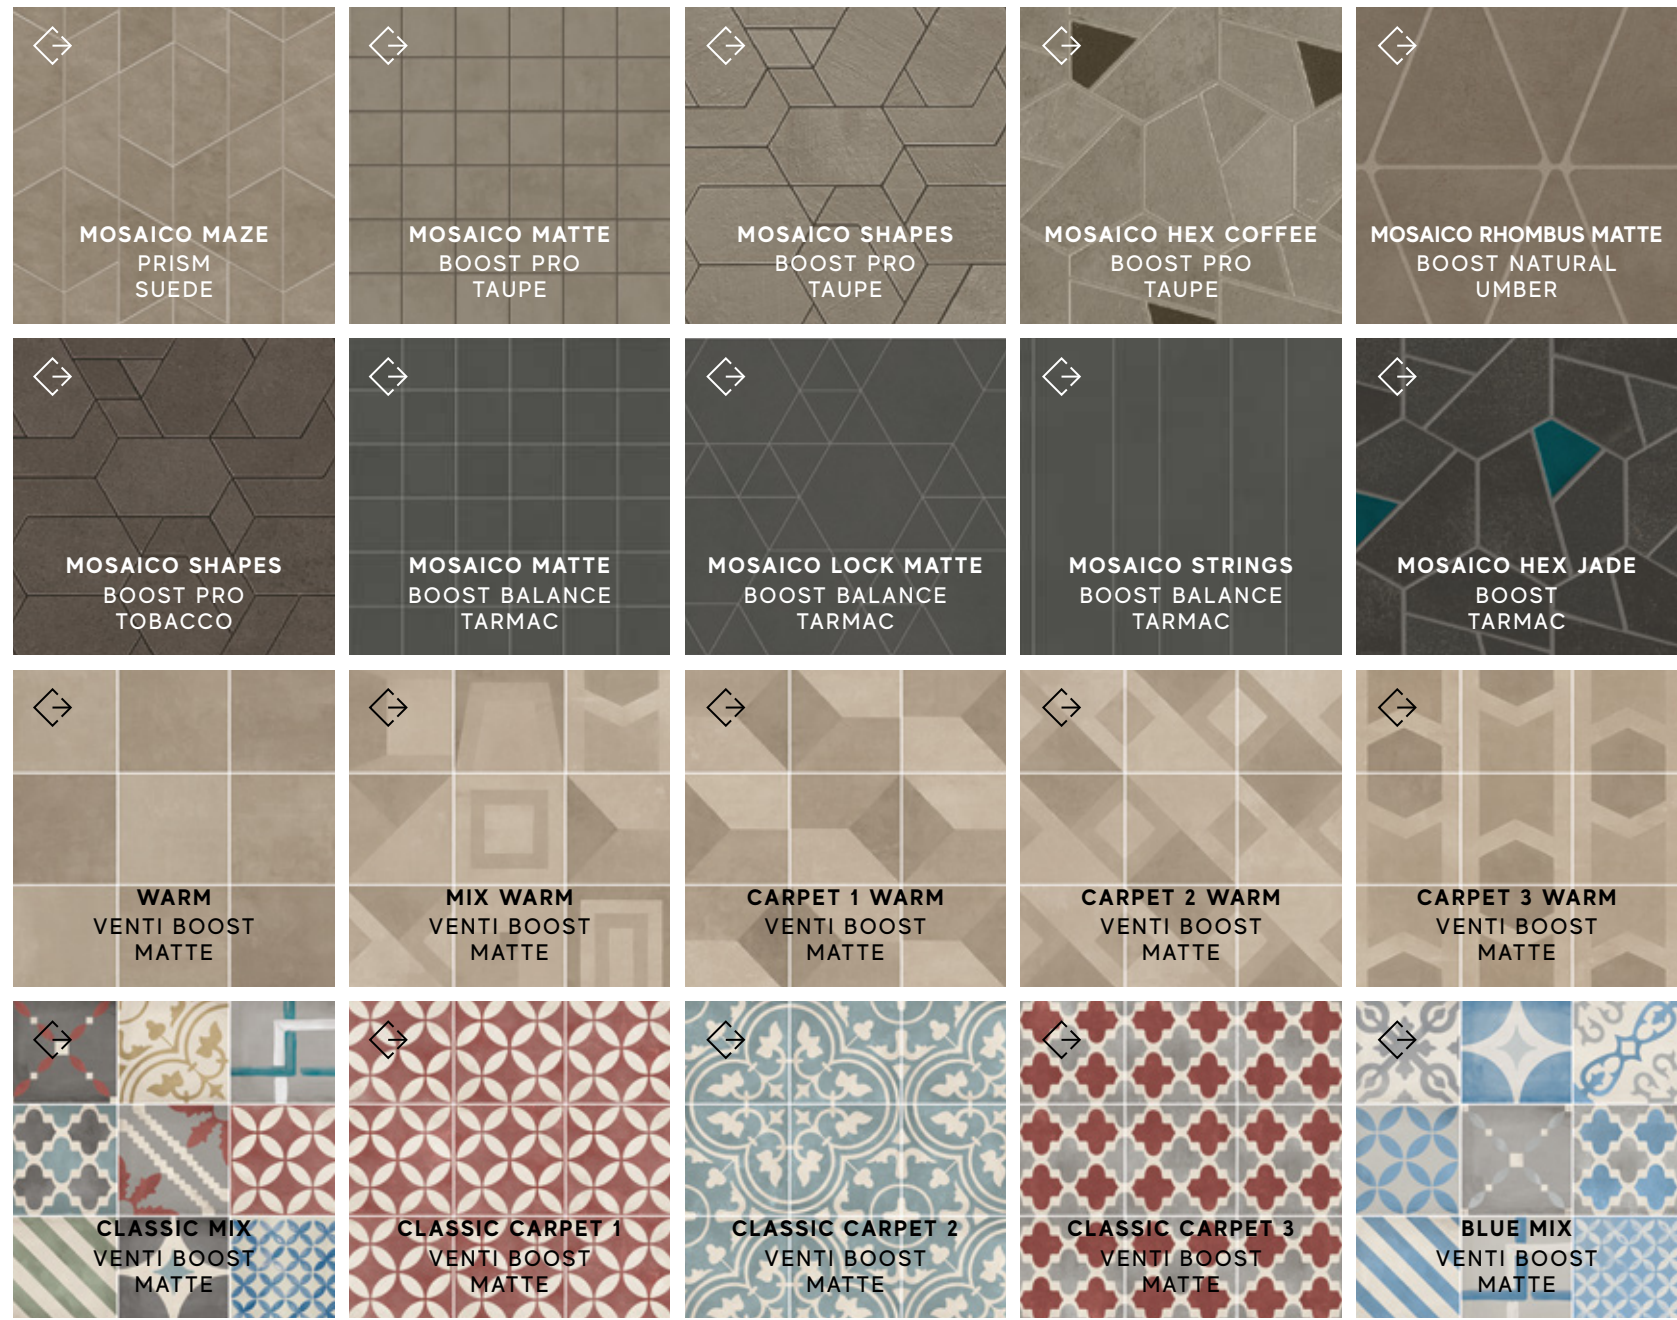 MOSAICO MAZE
PRISM
SUEDE
MOSAICO MATTE
BOOST PRO
TAUPE
MOSAICO SHAPES
BOOST PRO
TAUPE
MOSAICO HEX COFFEE
BOOST PRO
TAUPE
MOSAICO RHOMBUS MATTE
BOOST NATURAL
UMBER
MOSAICO SHAPES
BOOST PRO
TOBACCO
MOSAICO MATTE
BOOST BALANCE
TARMAC
MOSAICO LOCK MATTE
BOOST BALANCE
TARMAC
MOSAICO STRINGS
BOOST BALANCE
TARMAC
MOSAICO HEX JADE
BOOST
TARMAC
WARM
VENTI BOOST
MATTE
MIX WARM
VENTI BOOST
MATTE
CARPET 1 WARM
VENTI BOOST
MATTE
CARPET 2 WARM
VENTI BOOST
MATTE
CARPET 3 WARM
VENTI BOOST
MATTE
CLASSIC MIX
VENTI BOOST
MATTE
CLASSIC CARPET 1
VENTI BOOST
MATTE
CLASSIC CARPET 2
VENTI BOOST
MATTE
CLASSIC CARPET 3
VENTI BOOST
MATTE
BLUE MIX
VENTI BOOST
MATTE